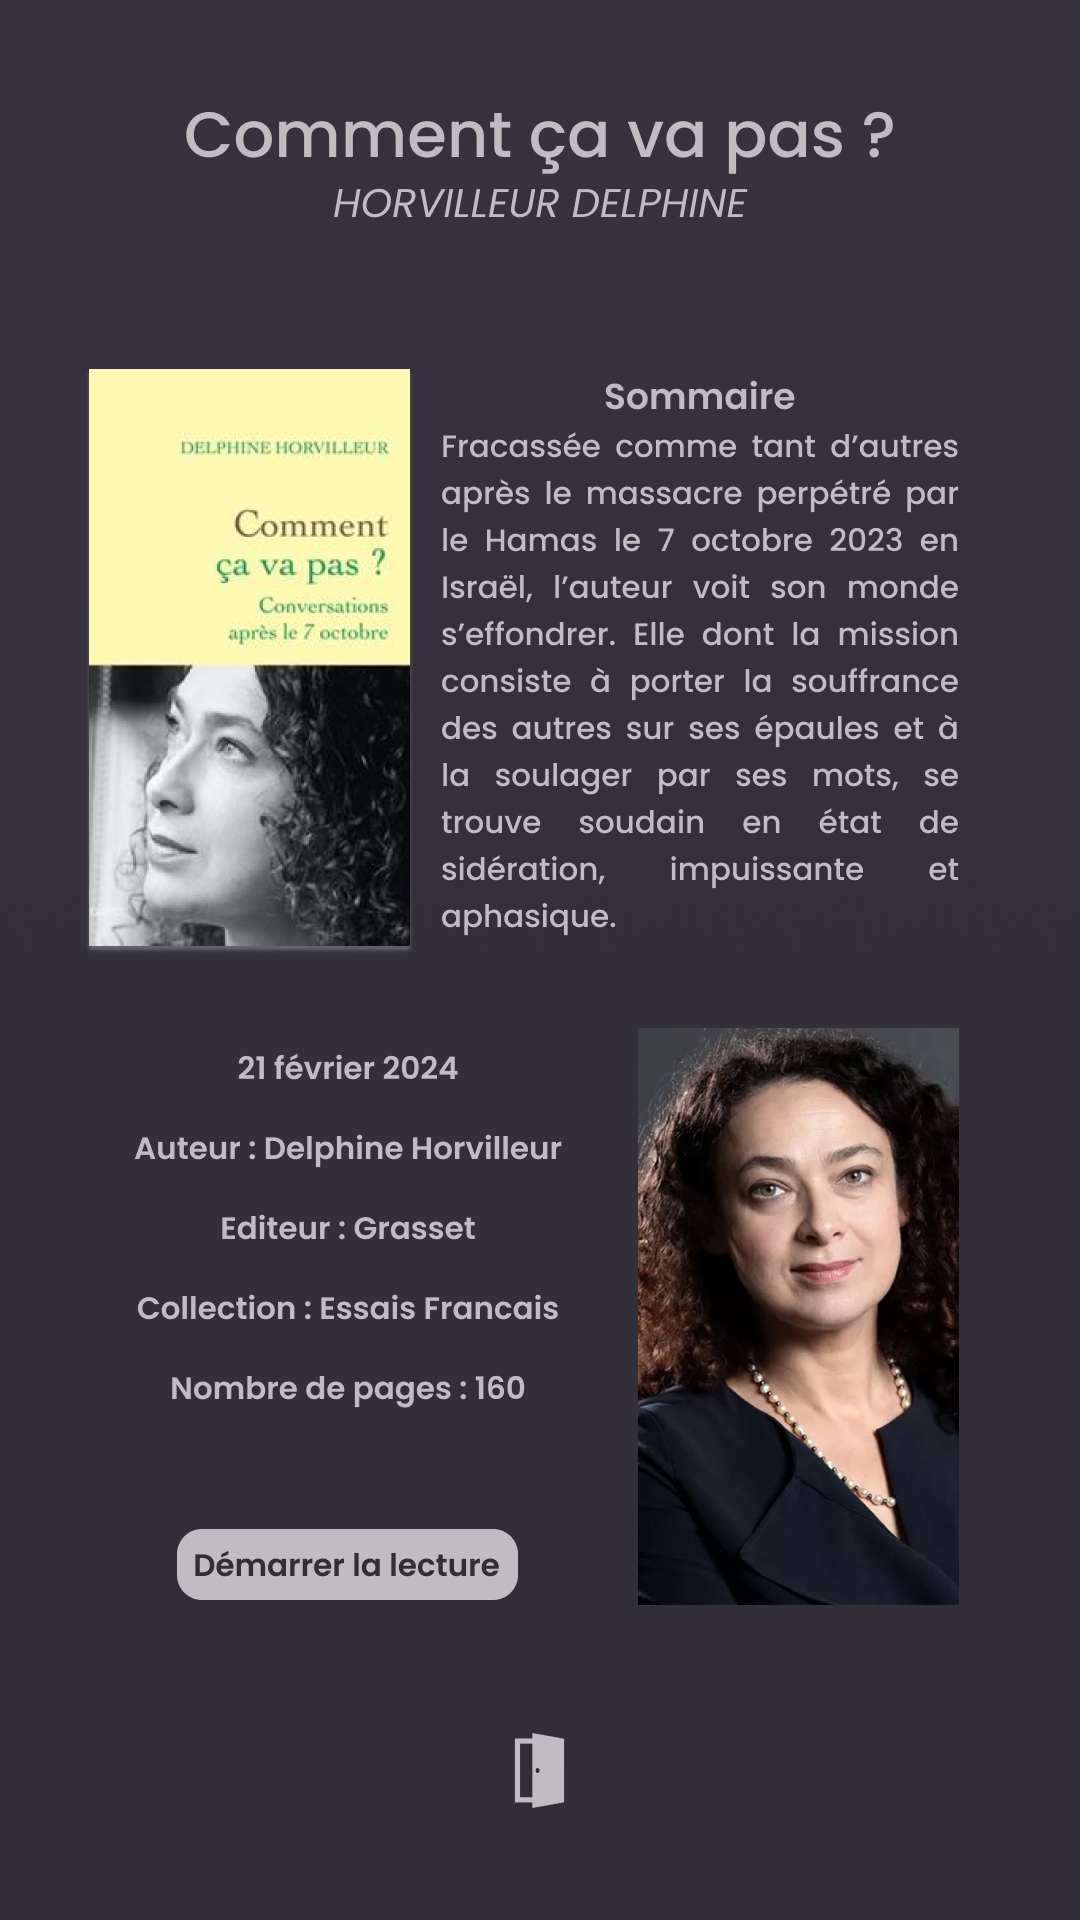 Comment ça va pas ?
HORVILLEUR DELPHINE
DELPHINE HORVILLEUR
Comment
ça va pas ?
Conversations
après le 7 octobre
Sommaire
Fracassée comme tant d’autres
après le massacre perpétré par
le Hamas le 7 octobre 2023 en
Israël, l’auteur voit son monde
s’effondrer. Elle dont la mission
consiste à porter la souffrance
des autres sur ses épaules et à
la soulager par ses mots, se
trouve soudain en état de
sidération, impuissante et
aphasique.
21 février 2024
Auteur : Delphine Horvilleur
Editeur : Grasset
Collection : Essais Francais
Nombre de pages : 160
Démarrer la lecture